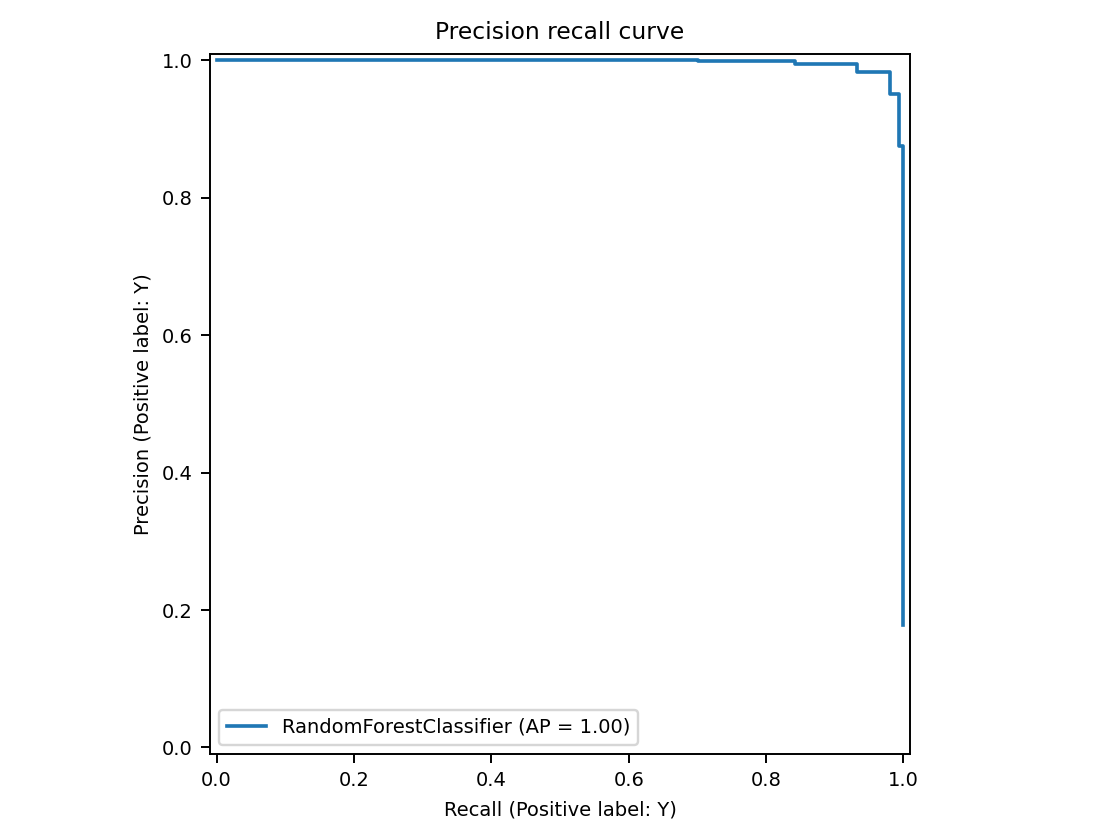 Precision recall curve
1.0
0.8
0.6
0.4
0.2
0.0
Precision (Positive label: Y)
RandomForestClassifier (AP = 1.00)
0.0 0.2 0.4 0.6 0.8 1.0
Recall (Positive label: Y)